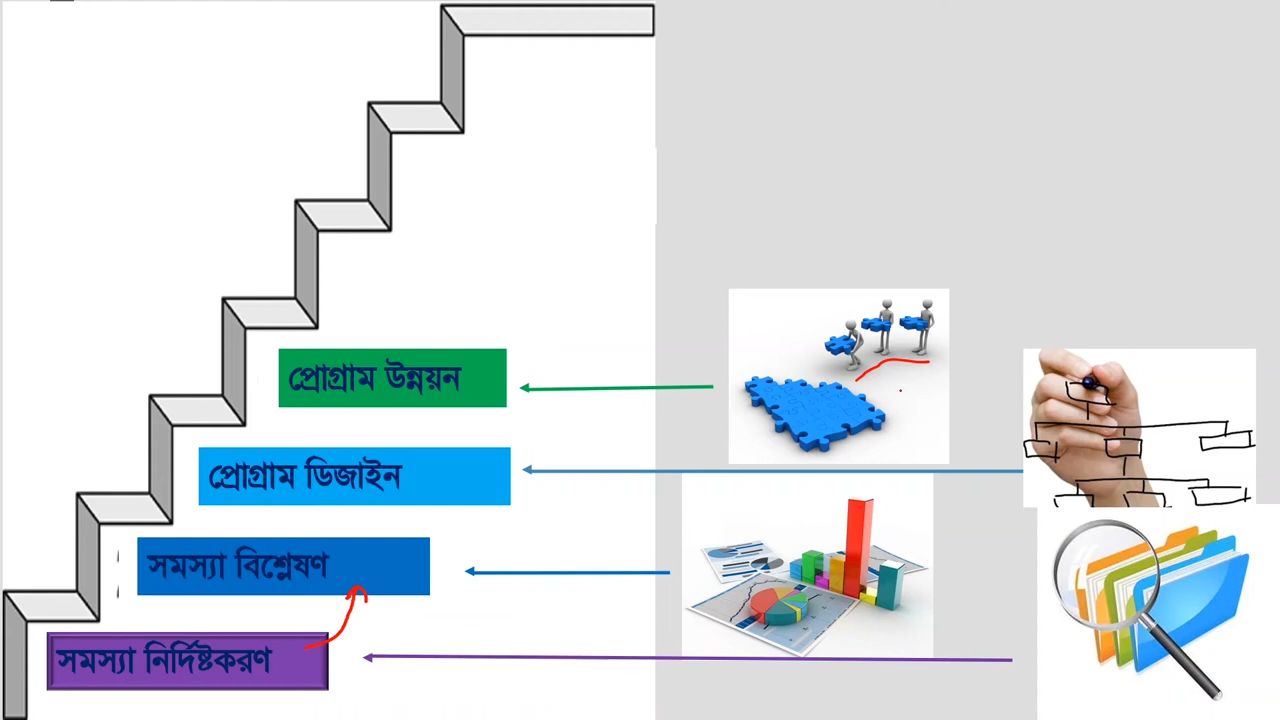 প্রোগ্রাম উন্নয়ন
প্রোগ্রাম ডিজাইন
সমস্যা বিশ্লেষণ
সমস্যা নির্দিষ্টকরণ